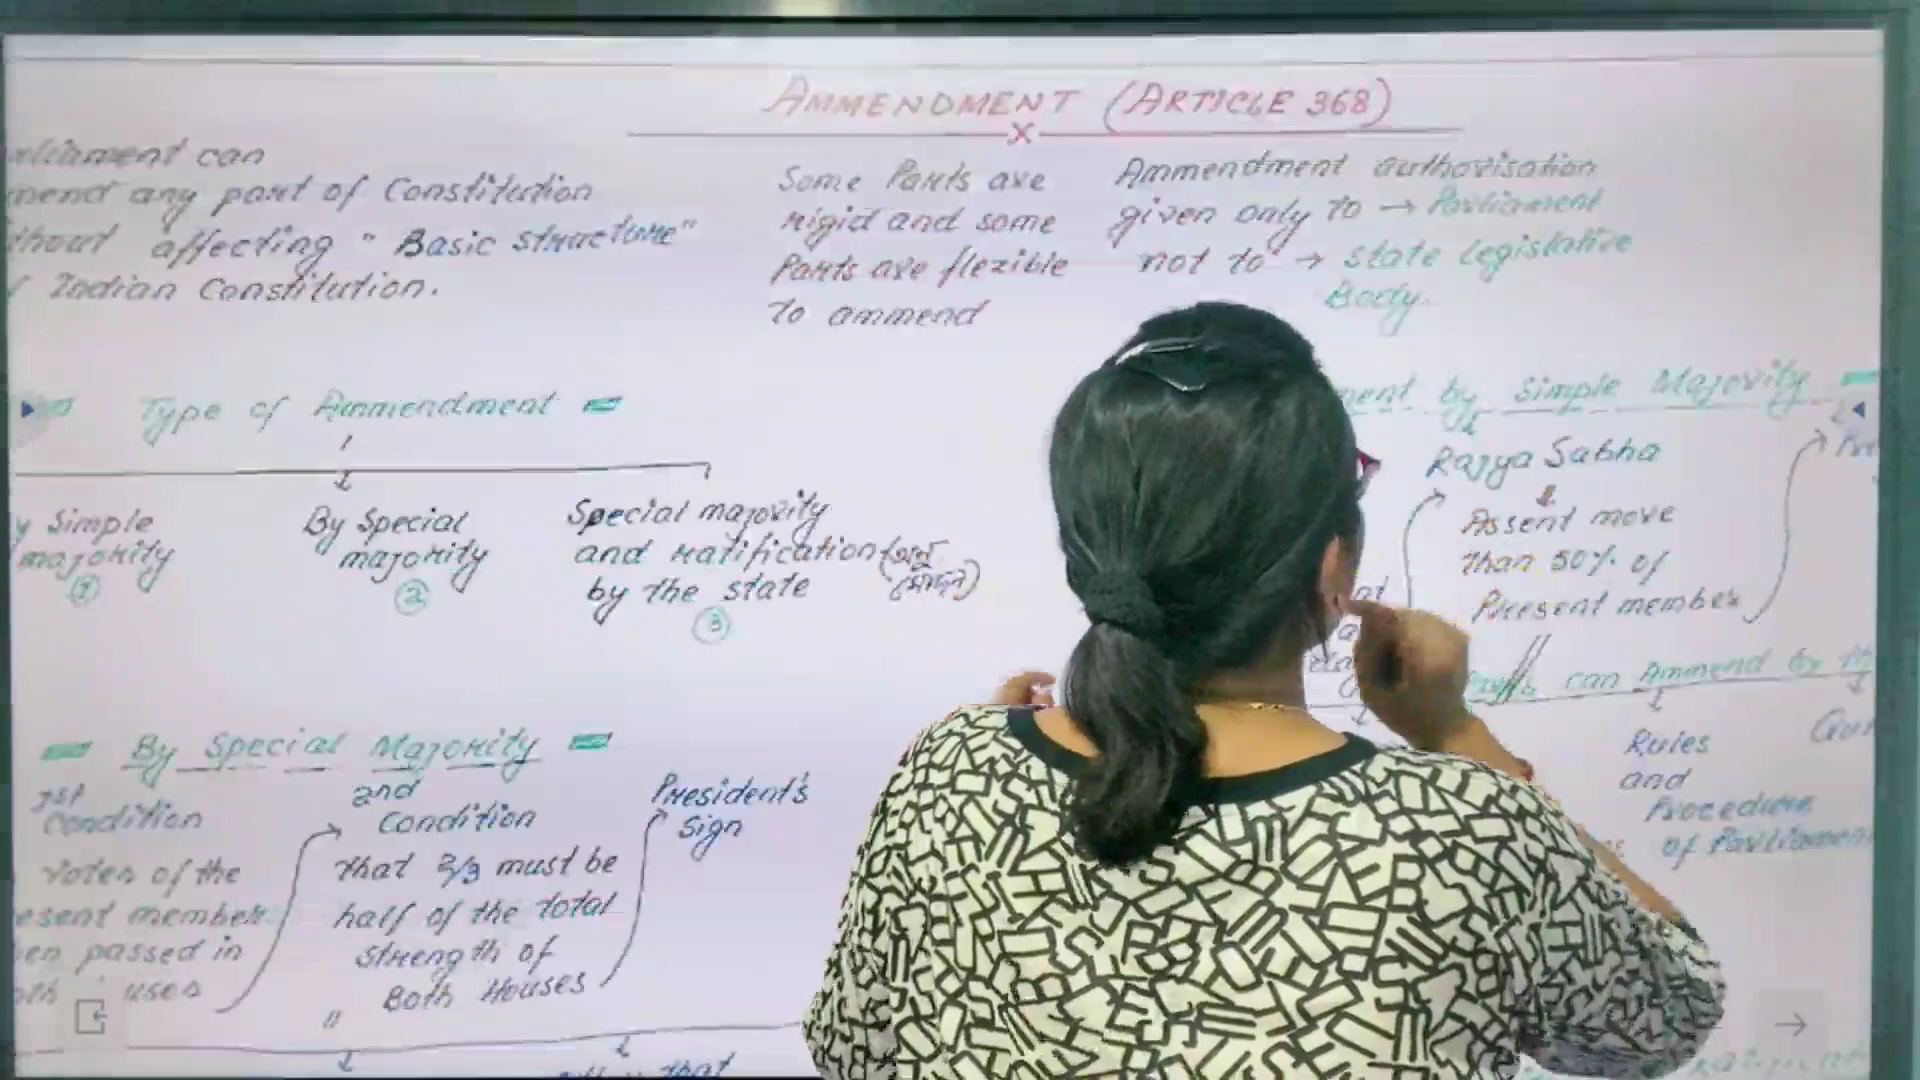 AMMENDMENT (ARTICLE 368)
can
any part of Constitution
affecting "Basic structure"
Indian Constitution.
Some Parts are
rigid and some
Parts are flexible
to ammend
Ammendment authorisation
given only to → Parliament
not to → state legislative
Body.
Type of Ammendment
Simple
majority
①
By Special
majority
②
Special majority
and ratification
by the state
③
by Simple Majority
Rajya Sabha
Assent more
than 50% of
Present member
can Ammend by
Rules
and
Procedure
of Parliament
By Special Majority
1st
Condition
votes of the
member
passed in
2nd
Condition
that 2/3 must be
half of the total
strength of
Both Houses
President's
Sign
that